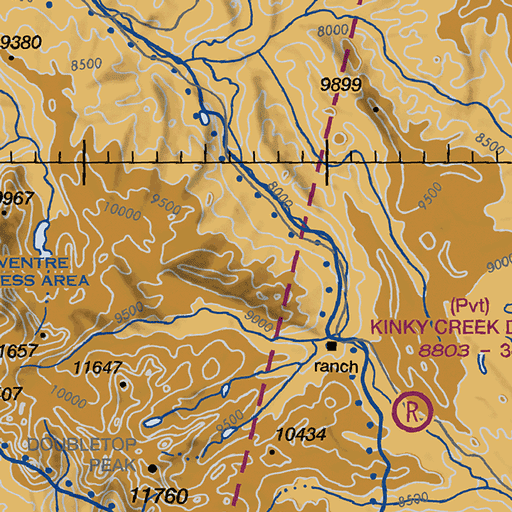 8000
9380
8500
9899
8500
9500
9967
10000
9500
8000
VENTRE
ESS AREA
9000
(Pvt)
9500
9000
KINKY CREEK D
8803 – 3
1657
11647
ranch
07
10000
R
8600
10434
DOUBLETOP
PEAK
11760
8500